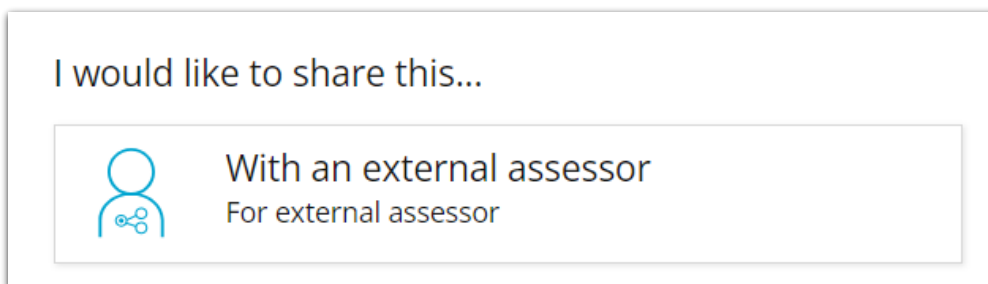 I would like to share this...
With an external assessor
For external assessor